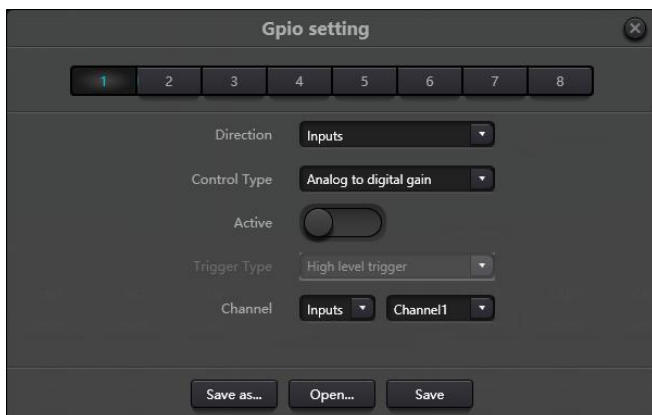 Gpio setting
1 2 3 4 5 6 7 8
Direction Inputs
Control Type Analog to digital gain
Active
Trigger Type High level trigger
Channel Inputs Channel1
Save as... Open... Save